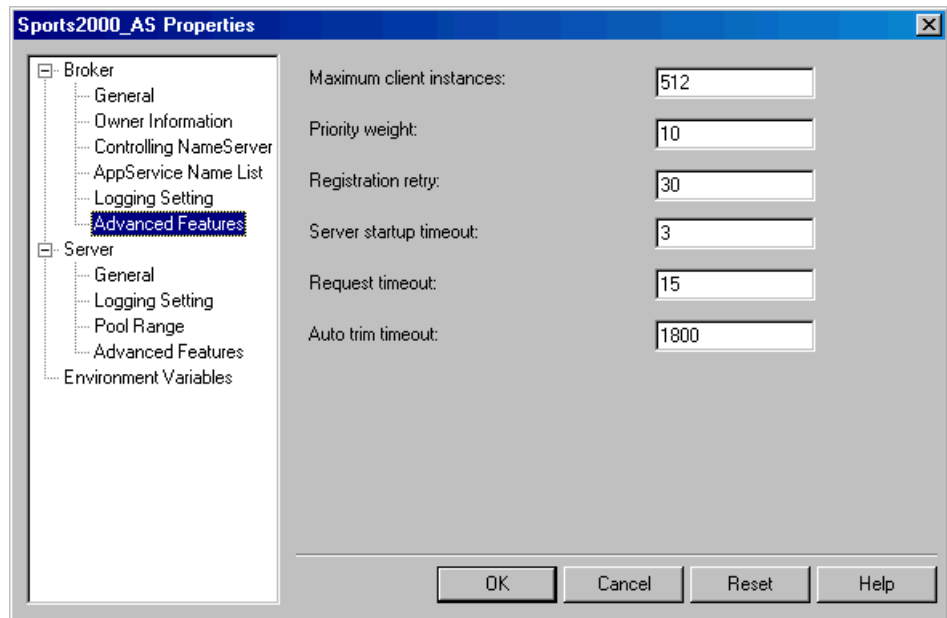 Sports2000_AS Properties
Broker
General
Owner Information
Controlling NameServer
AppService Name List
Logging Setting
Advanced Features
Server
General
Logging Setting
Pool Range
Advanced Features
Environment Variables
Maximum client instances: 512
Priority weight: 10
Registration retry: 30
Server startup timeout: 3
Request timeout: 15
Auto trim timeout: 1800
OK Cancel Reset Help